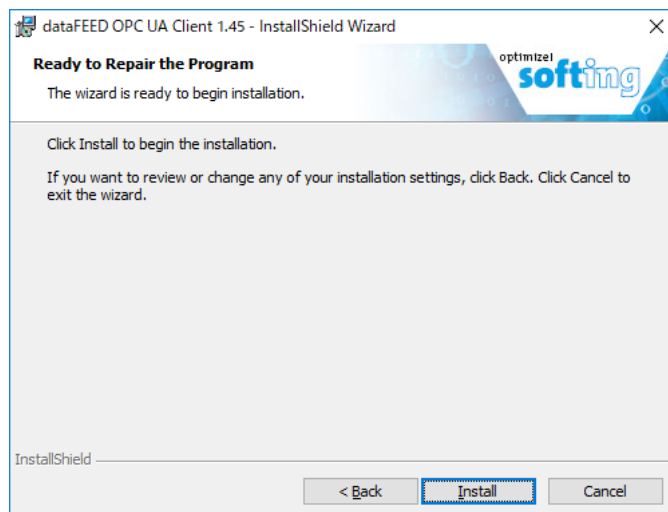 dataFEED OPC UA Client 1.45 - InstallShield Wizard
Ready to Repair the Program
The wizard is ready to begin installation.
optimize!
softing
Click Install to begin the installation.
If you want to review or change any of your installation settings, click Back. Click Cancel to
exit the wizard.
InstallShield
< Back
Install
Cancel